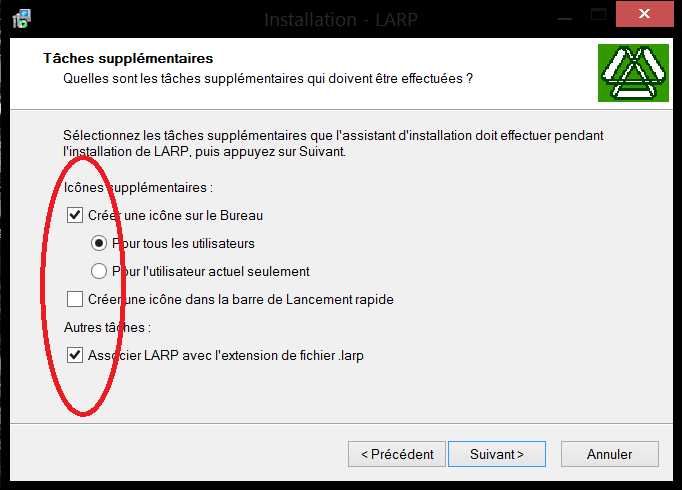 Installation - LARP
Tâches supplémentaires
Quelles sont les tâches supplémentaires qui doivent être effectuées ?
Sélectionnez les tâches supplémentaires que l'assistant d'installation doit effectuer pendant
l'installation de LARP, puis appuyez sur Suivant.
Icônes supplémentaires :
Créer une icône sur le Bureau
Pour tous les utilisateurs
Pour l'utilisateur actuel seulement
Créer une icône dans la barre de Lancement rapide
Autres tâches :
Associer LARP avec l'extension de fichier .larp
< Précédent
Suivant >
Annuler